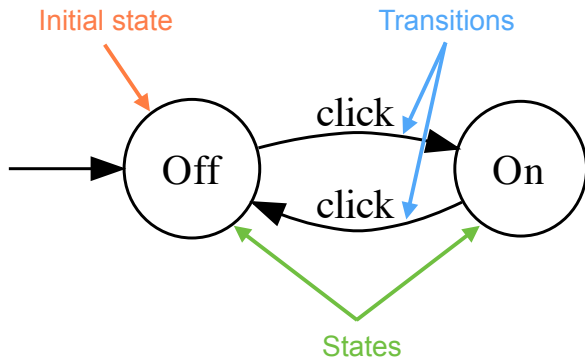 Initial state
Transitions
click
Off
On
click
States